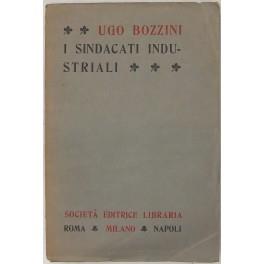 UGO BOZZINI
I SINDACATI INDU-
STRIALI
SOCIETÀ EDITRICE LIBRARIA
ROMA MILANO NAPOLI